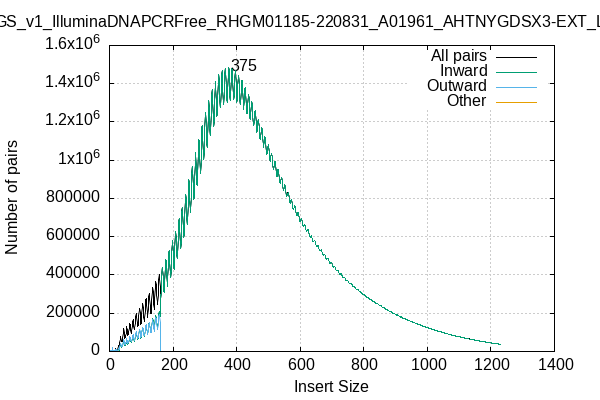 GS_v1_IlluminaDNAPCRFree_RHGM01185-220831_A01961_AHTNYGDSX3-EXT_L
1.6x10^6
1.4x10^6
1.2x10^6
1x10^6
800000
600000
400000
200000
0
Number of pairs
375
All pairs
Inward
Outward
Other
0 200 400 600 800 1000 1200 1400
Insert Size